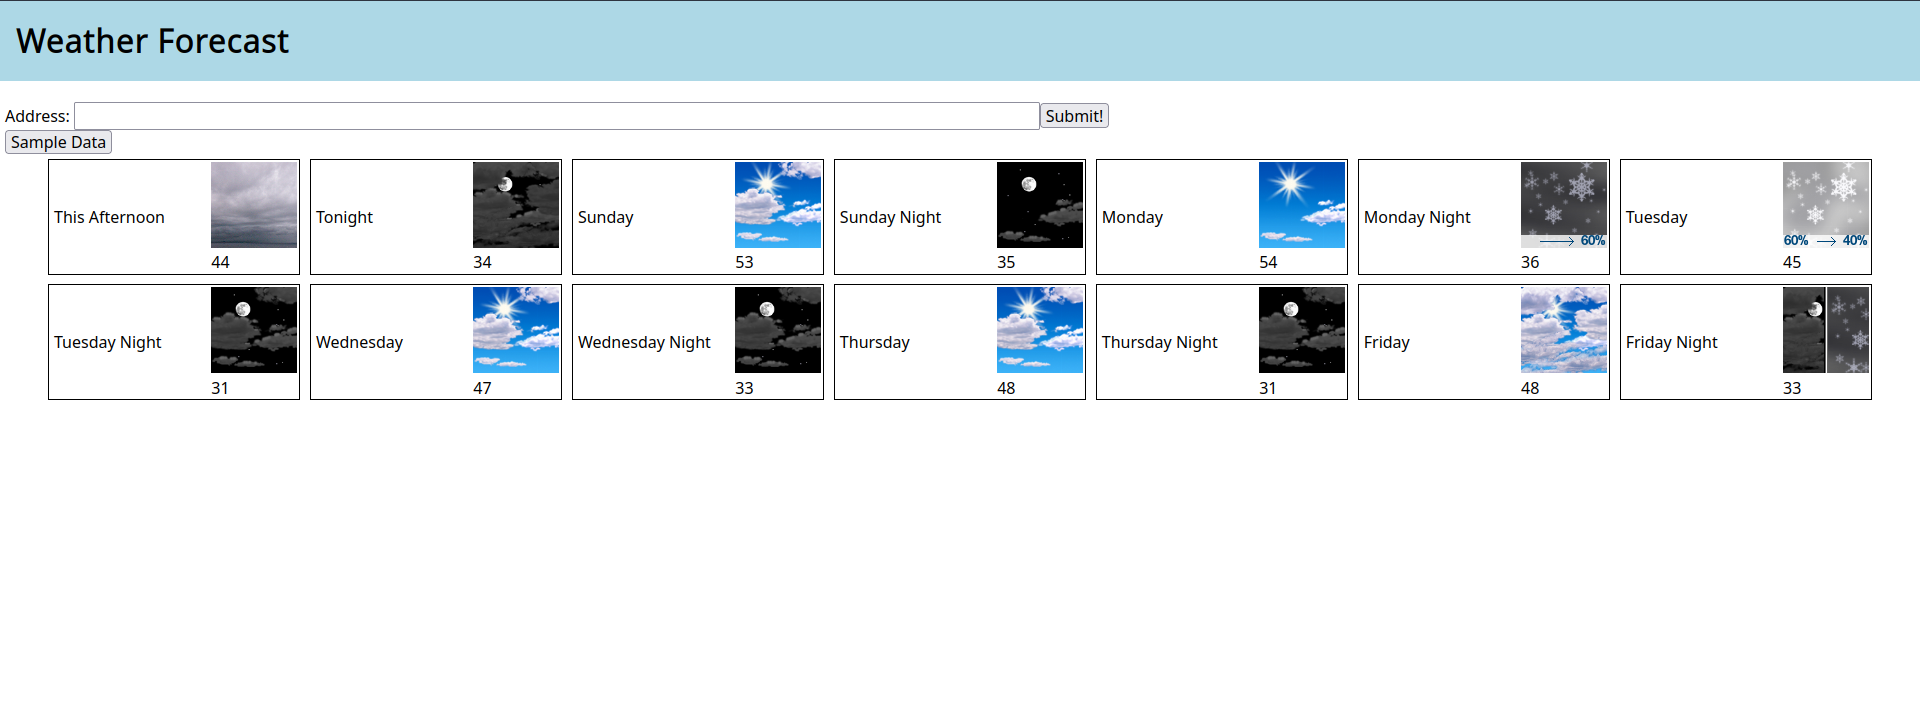 Weather Forecast
Address: Submit!
Sample Data
This Afternoon
44
Tonight
34
Sunday
53
Sunday Night
35
Monday
54
Monday Night
60%
36
Tuesday
60% 40%
45
Tuesday Night
31
Wednesday
47
Wednesday Night
33
Thursday
48
Thursday Night
31
Friday
48
Friday Night
33